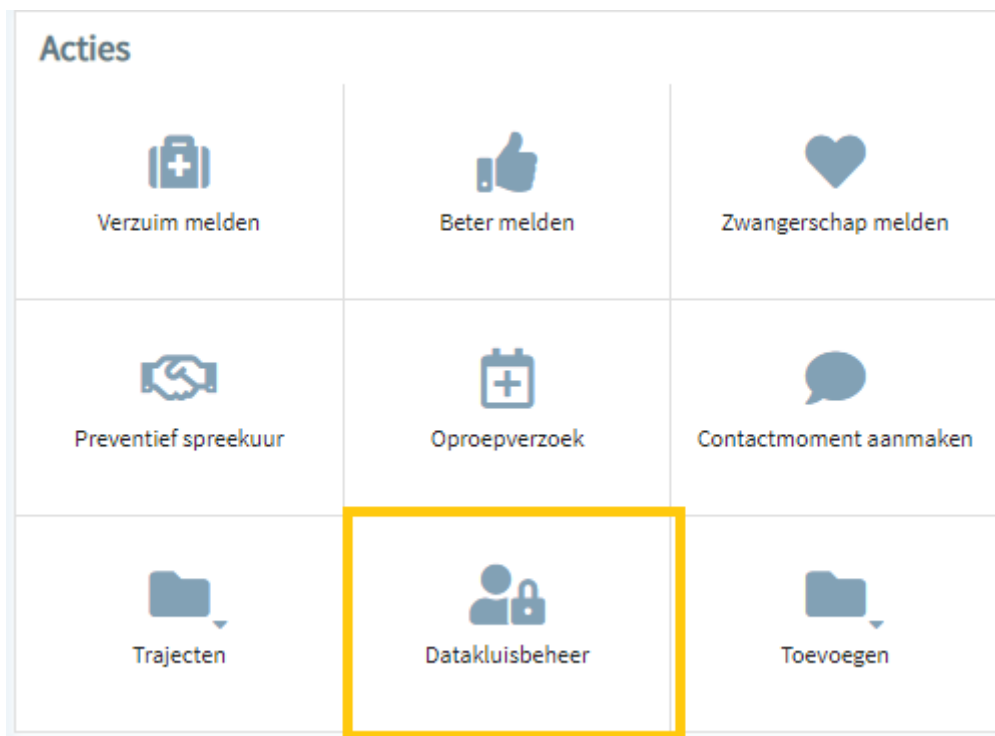 Acties
Verzuim melden
Beter melden
Zwangerschap melden
Preventief spreekuur
Oproepverzoek
Contactmoment aanmaken
Trajecten
Datakluisbeheer
Toevoegen